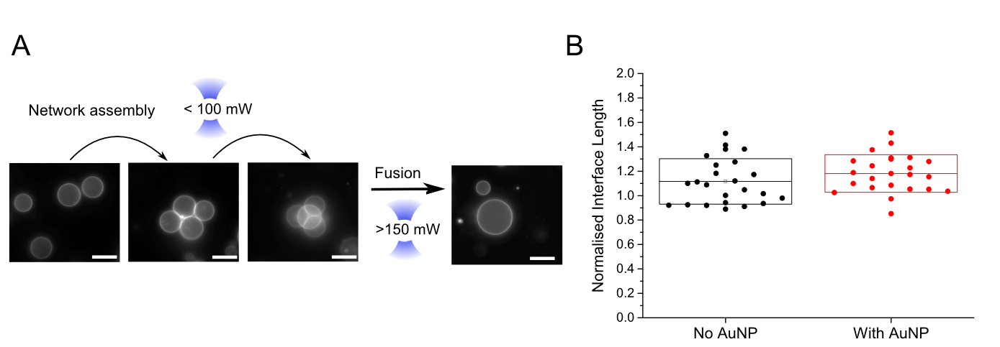 A
Network assembly
< 100 mW
Fusion
>150 mW
B
Normalised Interface Length
2.0
1.8
1.6
1.4
1.2
1.0
0.8
0.6
0.4
0.2
0.0
No AuNP
With AuNP